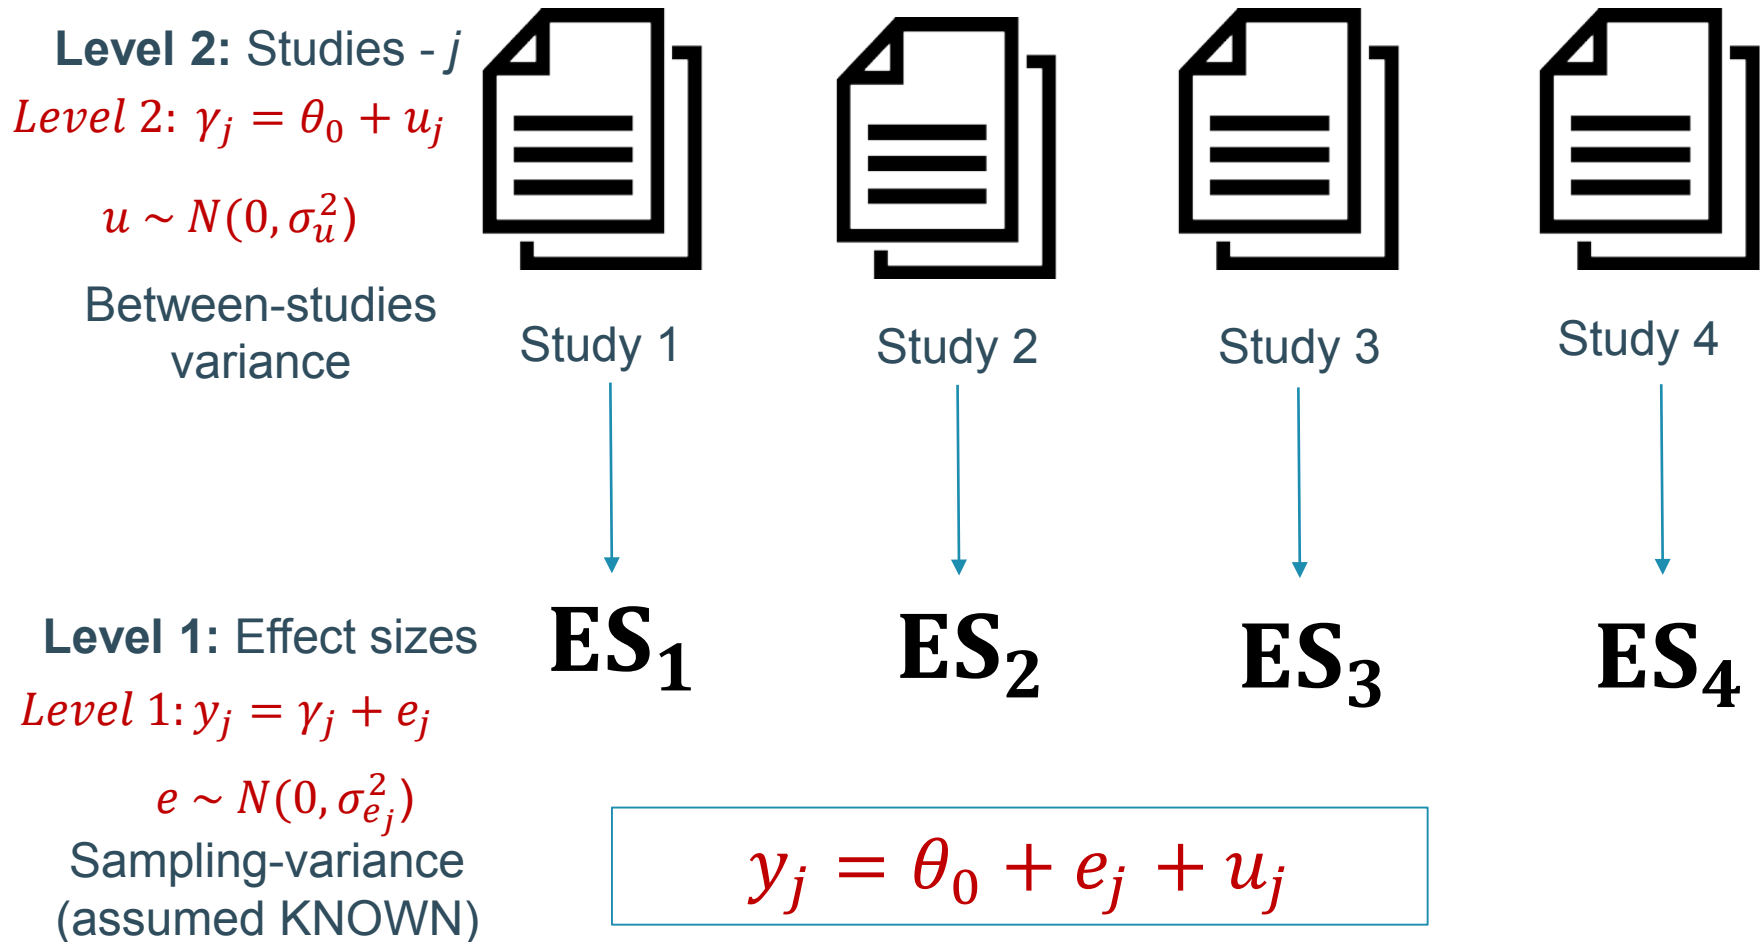 Level 2: Studies - j
Level 2: γ_j = θ_0 + u_j
u ~ N(0, σ_u^2)
Between-studies
variance
Study 1
Study 2
Study 3
Study 4
Level 1: Effect sizes
ES_1
ES_2
ES_3
ES_4
Level 1: y_j = γ_j + e_j
e ~ N(0, σ_{e_j}^2)
Sampling-variance
(assumed KNOWN)
y_j = θ_0 + e_j + u_j